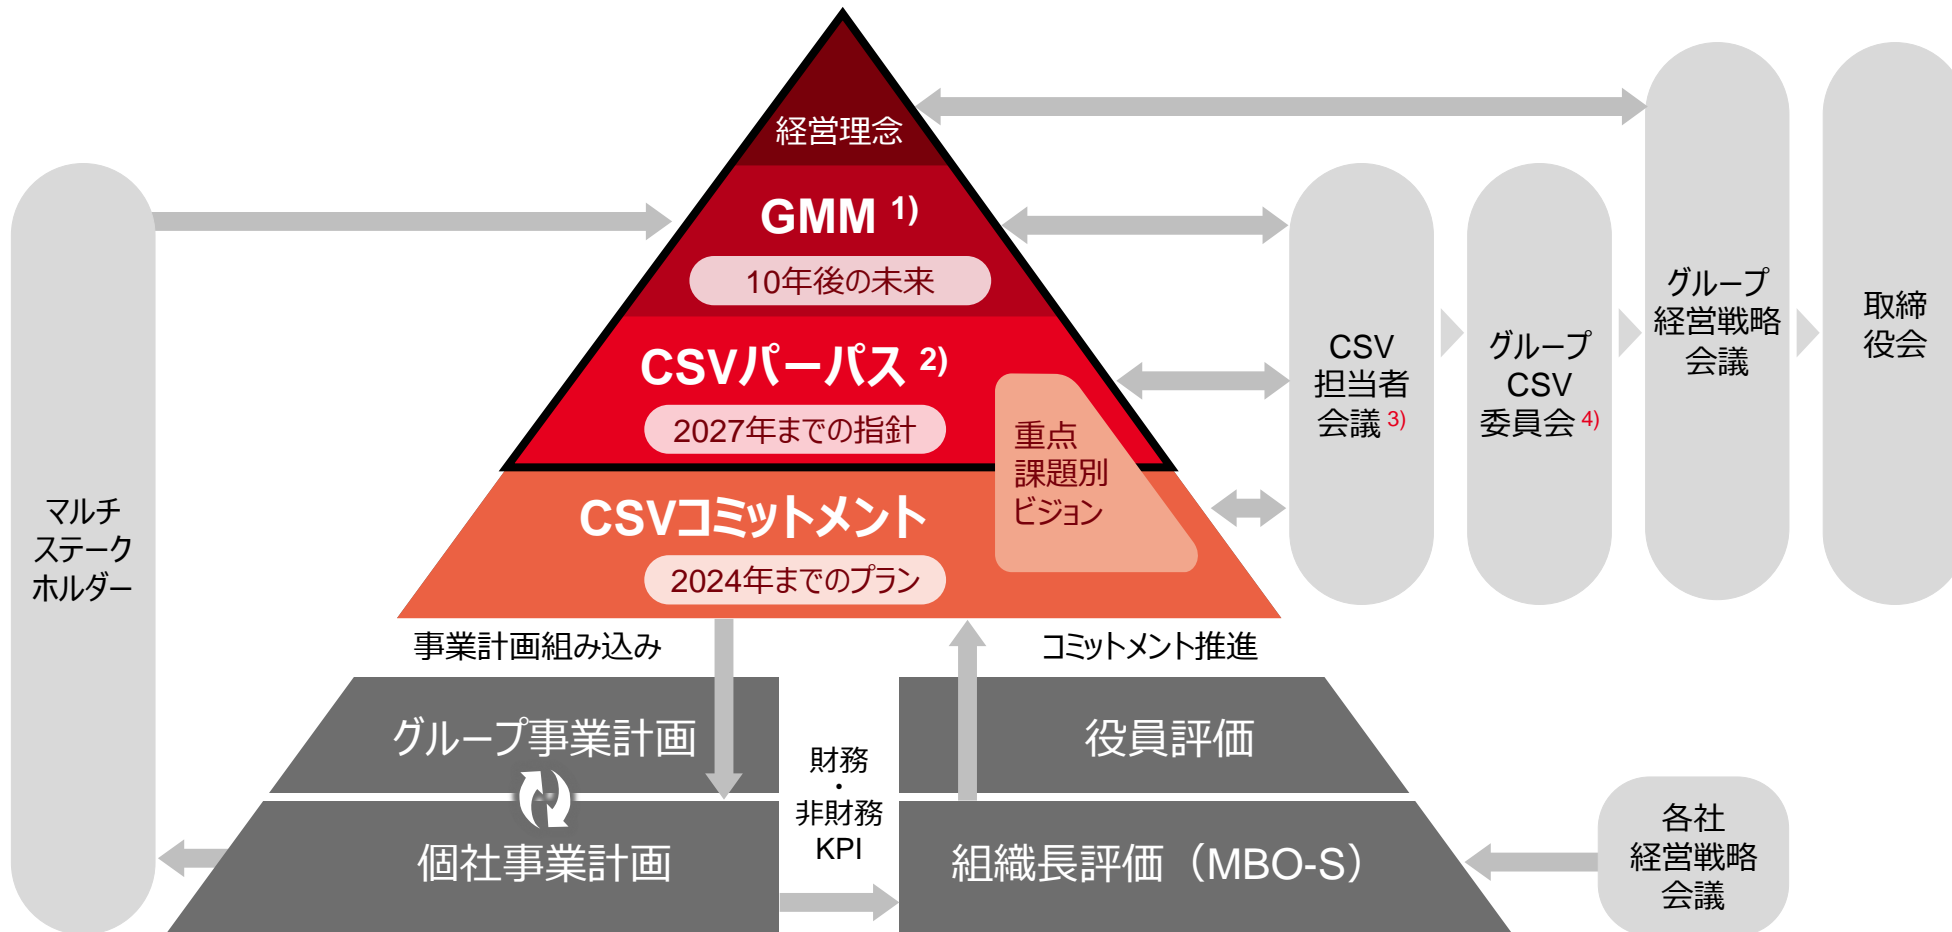 経営理念
GMM 1)
10年後の未来
CSVパーパス 2)
2027年までの指針
重点
課題別
ビジョン
CSVコミットメント
2024年までのプラン
マルチ
ステーク
ホルダー
CSV
担当者
会議 3)
グループ
CSV
委員会 4)
グループ
経営戦略
会議
取締
役会
事業計画組み込み
コミットメント推進
グループ事業計画
個社事業計画
財務
・
非財務
KPI
役員評価
組織長評価（MBO-S）
各社
経営戦略
会議